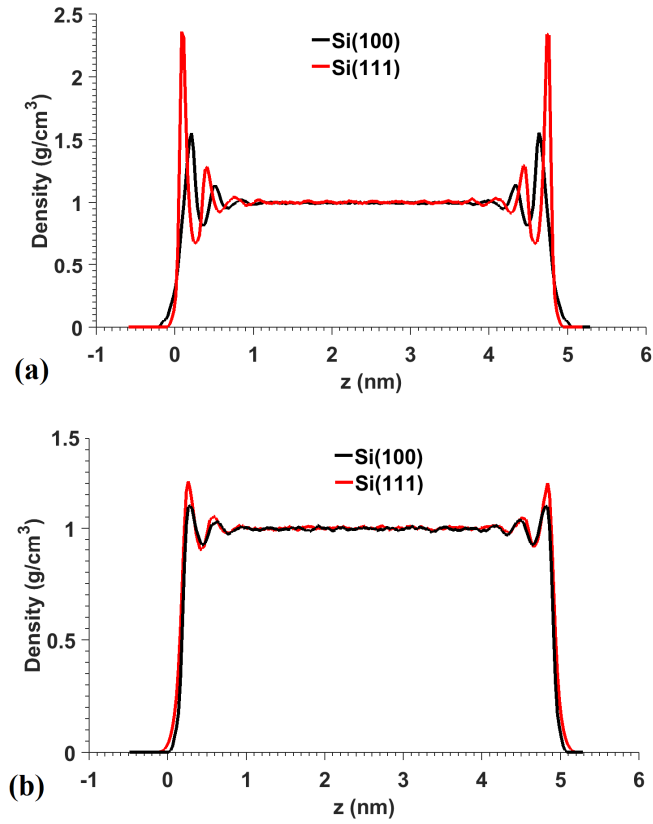 2.5
2
1.5
1
0.5
0
Density (g/cm³)
Si(100)
Si(111)
-1 0 1 2 3 4 5 6
z (nm)
(a)
1.5
1
0.5
0
Density (g/cm³)
Si(100)
Si(111)
-1 0 1 2 3 4 5 6
z (nm)
(b)